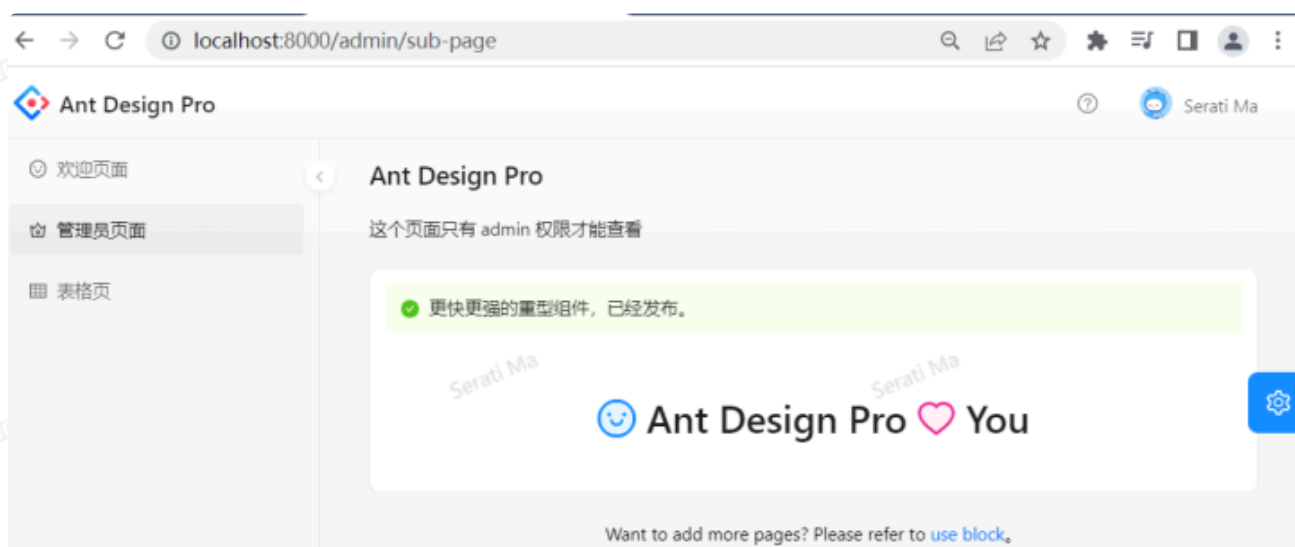 localhost:8000/admin/sub-page
Ant Design Pro
Serati Ma
欢迎页面
管理员页面
表格页
Ant Design Pro
这个页面只有 admin 权限才能查看
更快更强的重型组件，已经发布。
Serati Ma
Serati Ma
Ant Design Pro You
Want to add more pages? Please refer to use block。